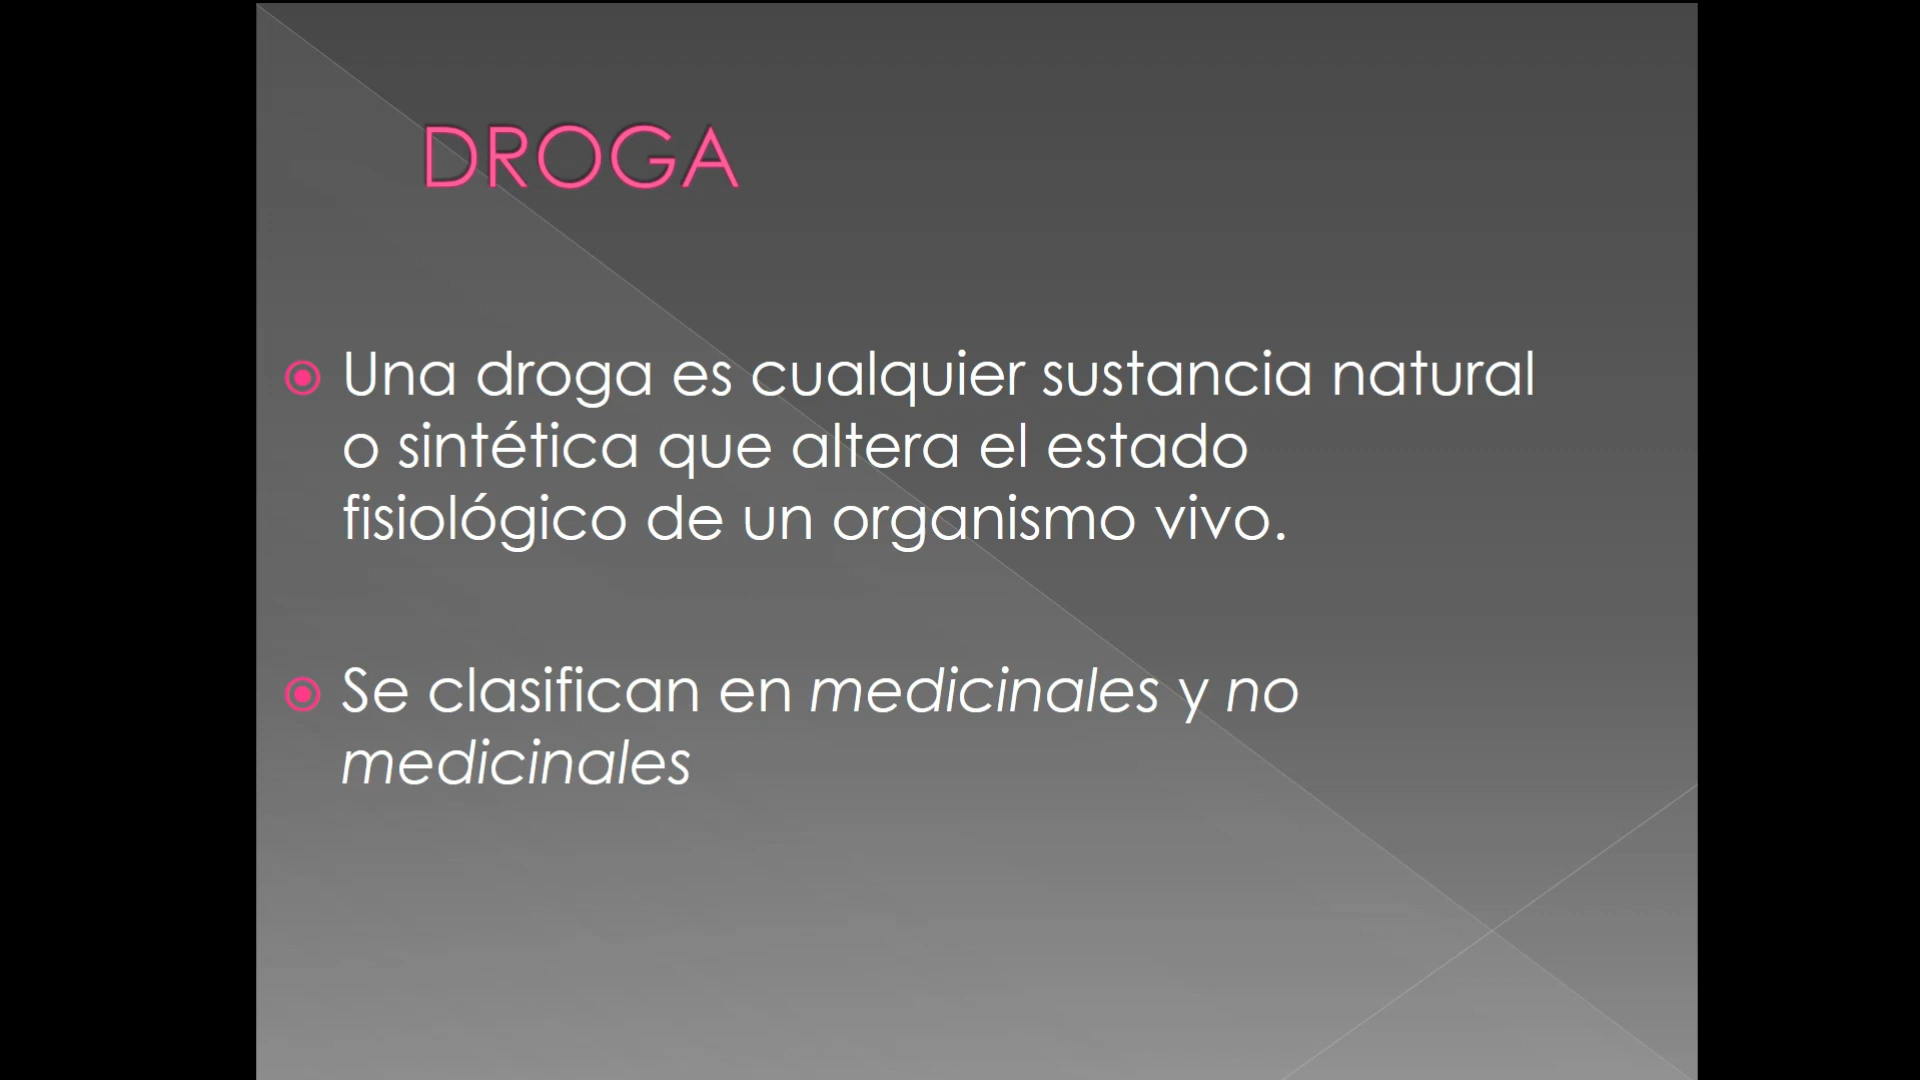 DROGA
Una droga es cualquier sustancia natural
o sintética que altera el estado
fisiológico de un organismo vivo.
Se clasifican en medicinales y no
medicinales